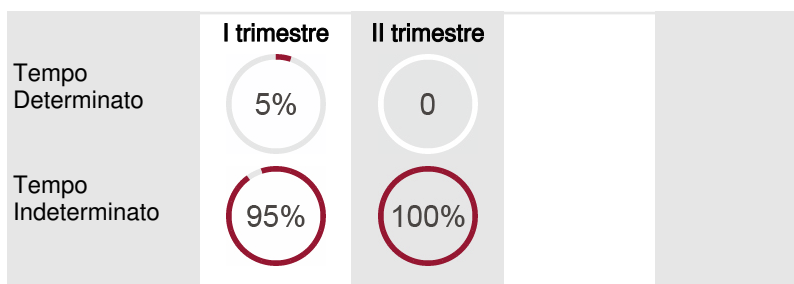 I trimestre II trimestre
Tempo
Determinato
5% 0
Tempo
Indeterminato
95% 100%